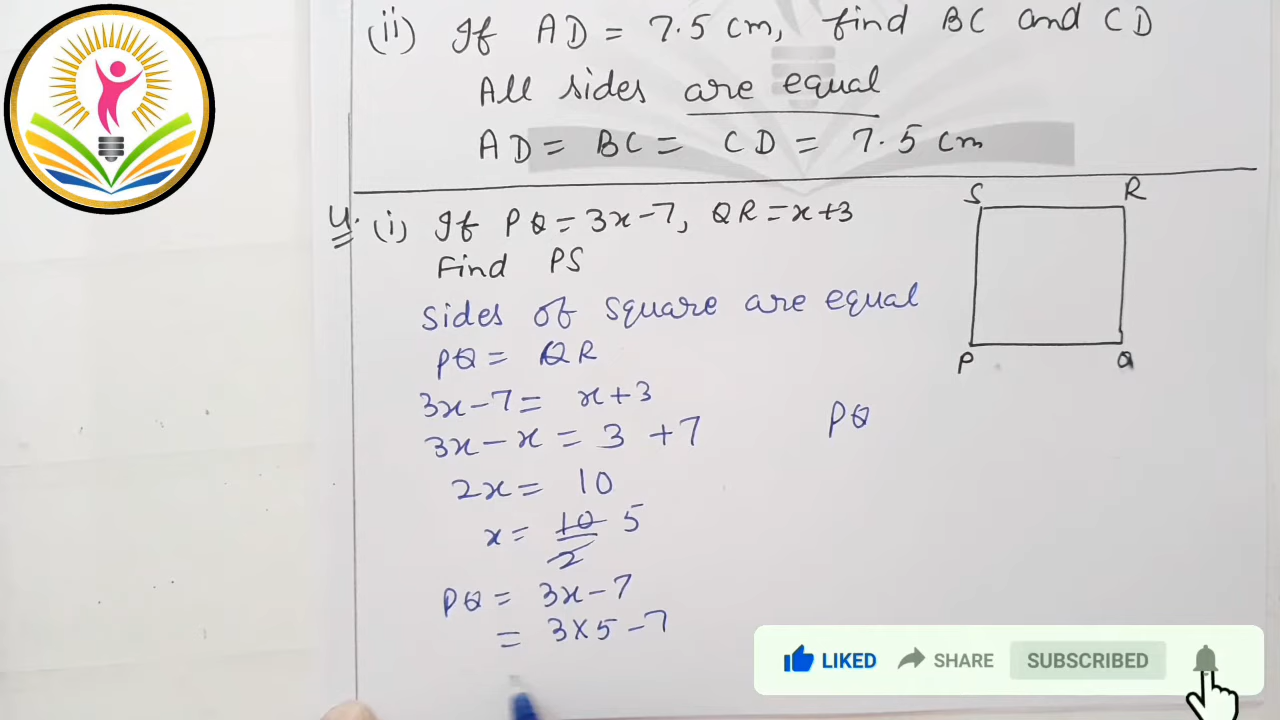 (ii) If AD = 7.5 cm, find BC and CD
All sides are equal
AD = BC = CD = 7.5 cm
4. (i) If PQ = 3x-7, QR = x+3
Find PS
S R
sides of square are equal
PQ = QR
P Q
3x-7 = x+3
PQ
3x-x = 3 +7
2x = 10
x = 10/2 5
PQ = 3x-7
= 3×5-7
LIKED SHARE SUBSCRIBED